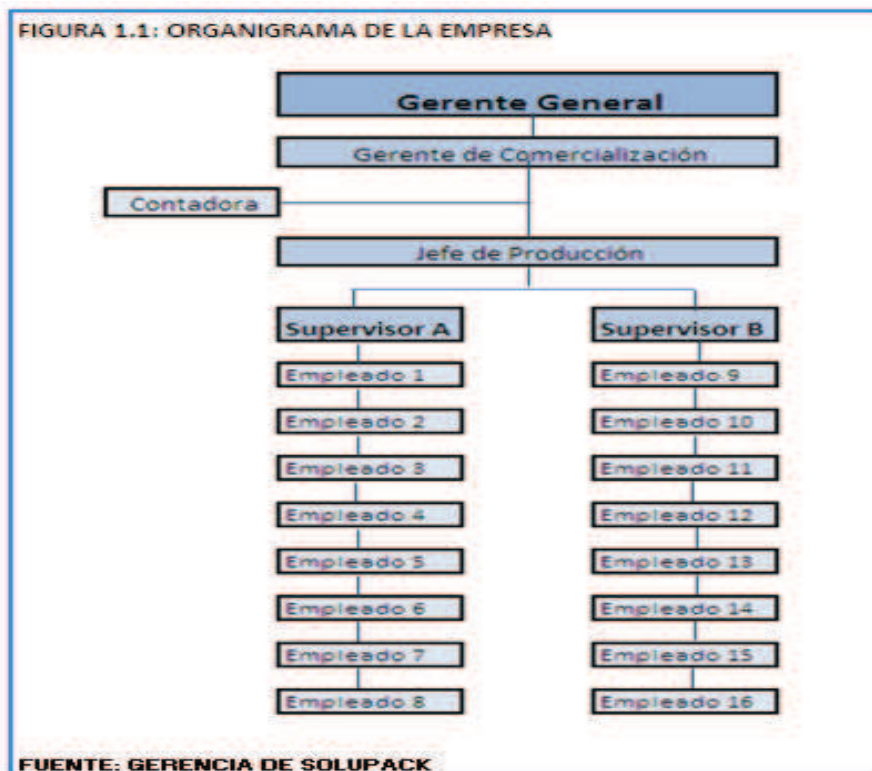 FIGURA 1.1: ORGANIGRAMA DE LA EMPRESA
Gerente General
Gerente de Comercialización
Contadora
Jefe de Producción
Supervisor A
Supervisor B
Empleado 1
Empleado 9
Empleado 2
Empleado 10
Empleado 3
Empleado 11
Empleado 4
Empleado 12
Empleado 5
Empleado 13
Empleado 6
Empleado 14
Empleado 7
Empleado 15
Empleado 8
Empleado 16
FUENTE: GERENCIA DE SOLUPACK